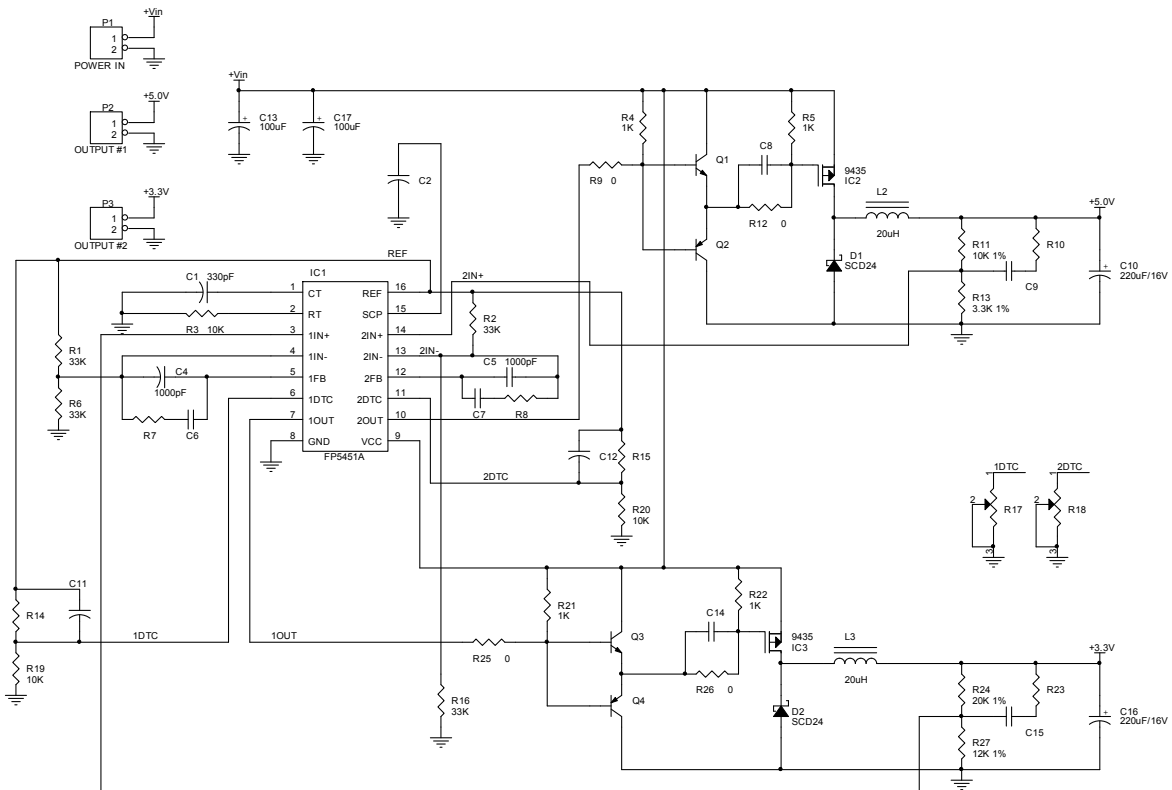 P1
+Vin
1
2
POWER IN
P2
+5.0V
1
2
OUTPUT #1
P3
+3.3V
1
2
OUTPUT #2
+Vin
C13
100uF
C17
100uF
C2
R4
1K
R9 0
Q1
Q2
R5
1K
C8
R12 0
9435
IC2
L2
20uH
D1
SCD24
R11
10K 1%
R10
C9
R13
3.3K 1%
+5.0V
C10
220uF/16V
REF
IC1
C1 330pF
R3 10K
1 CT
2 RT
3 1IN+
4 1IN-
5 1FB
6 1DTC
7 1OUT
8 GND
REF 16
SCP 15
2IN+ 14
2IN- 13
2FB 12
2DTC 11
2OUT 10
VCC 9
FP5451A
2IN+
2IN-
R1
33K
R6
33K
C4
1000pF
R7
C6
R2
33K
C5 1000pF
C7
R8
C12
R15
2DTC
R20
10K
1DTC
1
2
3
R17
2DTC
1
2
3
R18
C11
R14
1DTC
R19
10K
1OUT
R25 0
R16
33K
R21
1K
Q3
Q4
C14
R22
1K
R26 0
9435
IC3
L3
20uH
D2
SCD24
R24
20K 1%
R23
C15
R27
12K 1%
+3.3V
C16
220uF/16V